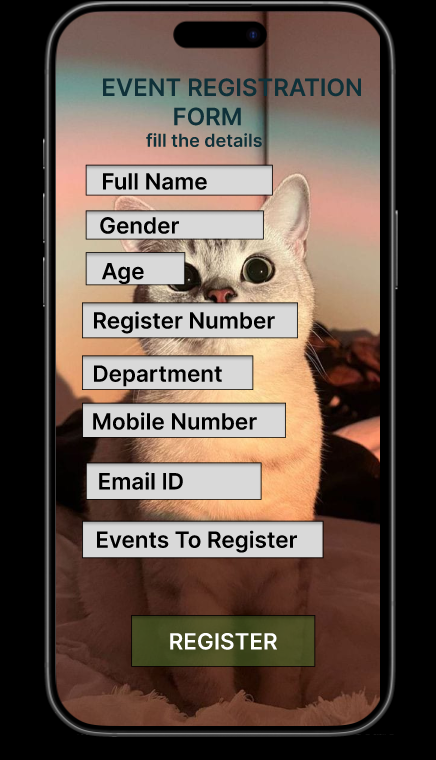 EVENT REGISTRATION
FORM
fill the details
Full Name
Gender
Age
Register Number
Department
Mobile Number
Email ID
Events To Register
REGISTER